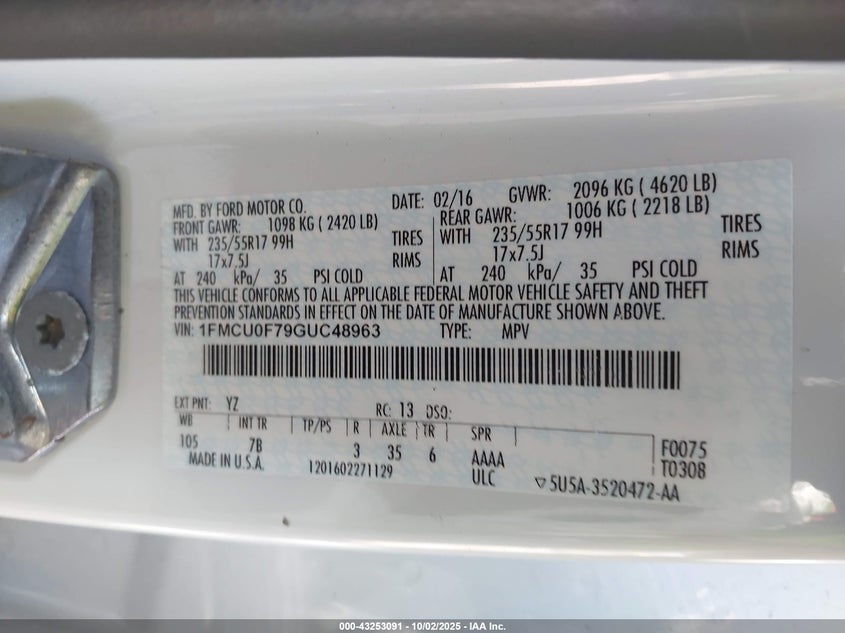 MFD. BY FORD MOTOR CO. DATE: 02/16 GVWR: 2096 KG ( 4620 LB)
FRONT GAWR: 1098 KG ( 2420 LB) REAR GAWR: 1006 KG ( 2218 LB)
WITH 235/55R17 99H TIRES WITH 235/55R17 99H TIRES
17x7.5J RIMS 17x7.5J RIMS
AT 240 kPa/ 35 PSI COLD AT 240 kPa/ 35 PSI COLD
THIS VEHICLE CONFORMS TO ALL APPLICABLE FEDERAL MOTOR VEHICLE SAFETY AND THEFT
PREVENTION STANDARDS IN EFFECT ON THE DATE OF MANUFACTURE SHOWN ABOVE.
VIN: 1FMCU0F79GUC48963 TYPE: MPV
EXT PNT: YZ RC: 13 DSO:
WB INT TR TP/PS R AXLE TR SPR
105 7B 3 35 6 AAAA F0075
MADE IN U.S.A. 1201602271129 ULC T0308
5U5A-3520472-AA
000-43253091 - 10/02/2025 - IAA Inc.